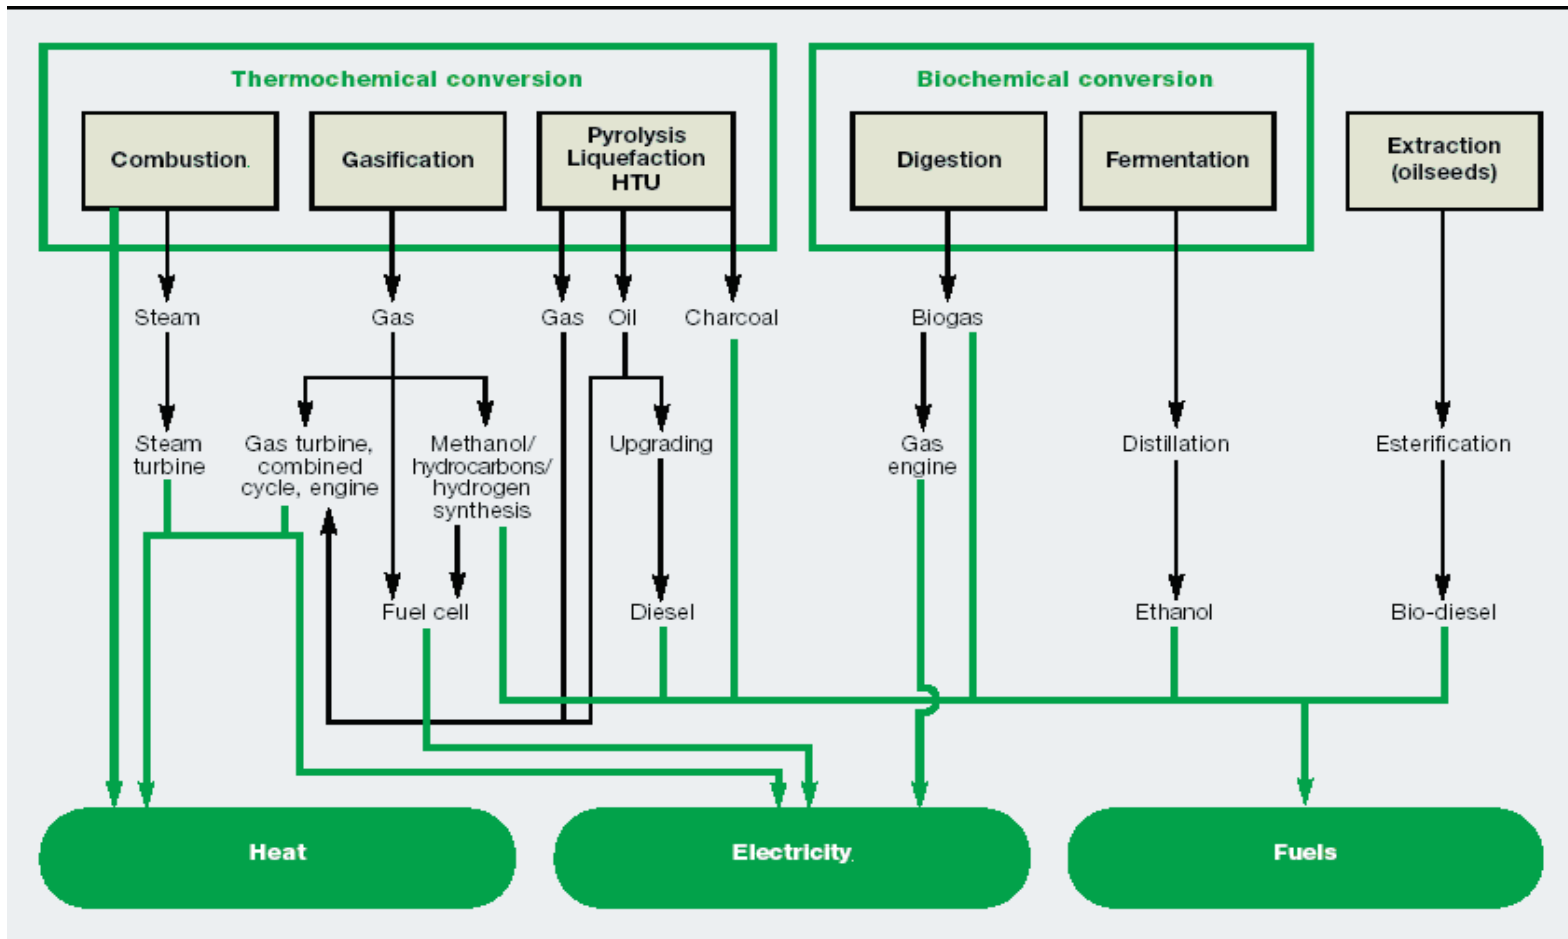 Thermochemical conversion
Biochemical conversion
Combustion.
Gasification
Pyrolysis
Liquefaction
HTU
Digestion
Fermentation
Extraction
(oilseeds)
Steam
Gas
Gas
Oil
Charcoal
Biogas
Steam
turbine
Gas turbine,
combined
cycle, engine
Methanol/
hydrocarbons/
hydrogen
synthesis
Upgrading
Gas
engine
Distillation
Esterification
Fuel cell
Diesel
Ethanol
Bio-diesel
Heat
Electricity.
Fuels